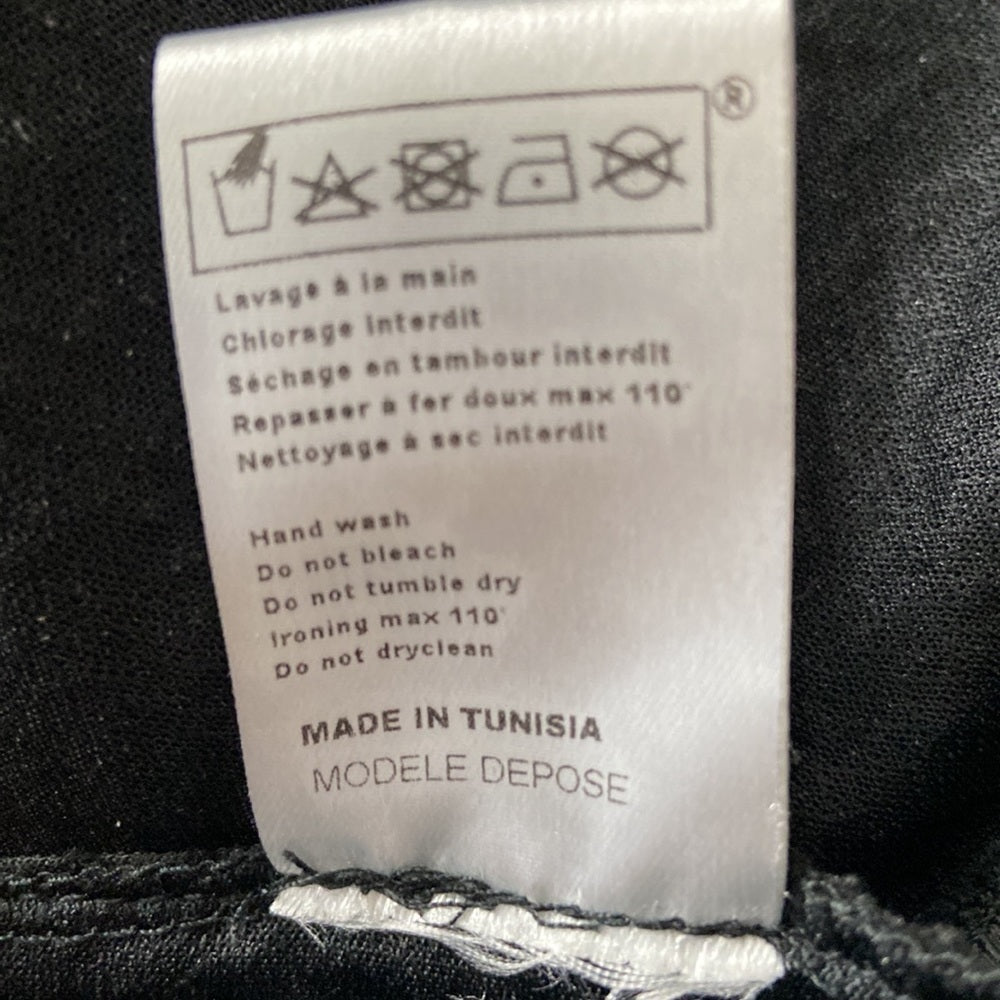 ®
Lavage à la main
Chlorage interdit
Séchage en tambour interdit
Repasser à fer doux max 110°
Nettoyage à sec interdit
Hand wash
Do not bleach
Do not tumble dry
Ironing max 110°
Do not dryclean
MADE IN TUNISIA
MODELE DEPOSE